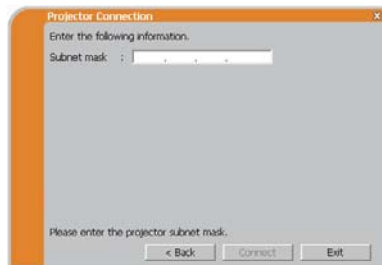 Projector Connection
x
Enter the following information.
Subnet mask : . . .
Please enter the projector subnet mask.
< Back Connect Exit